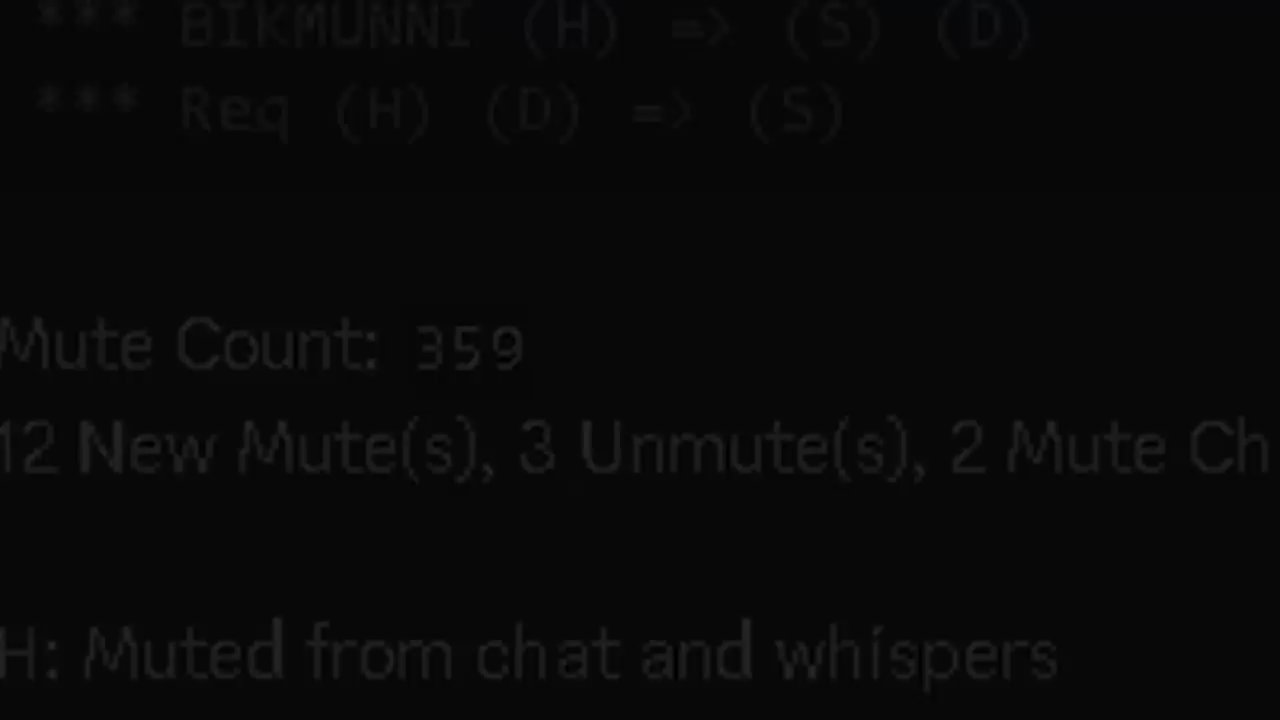 *** BIKMUNNI (H) => (S) (D)
*** Req (H) (D) => (S)
Mute Count: 359
12 New Mute(s), 3 Unmute(s), 2 Mute Ch
H: Muted from chat and whispers